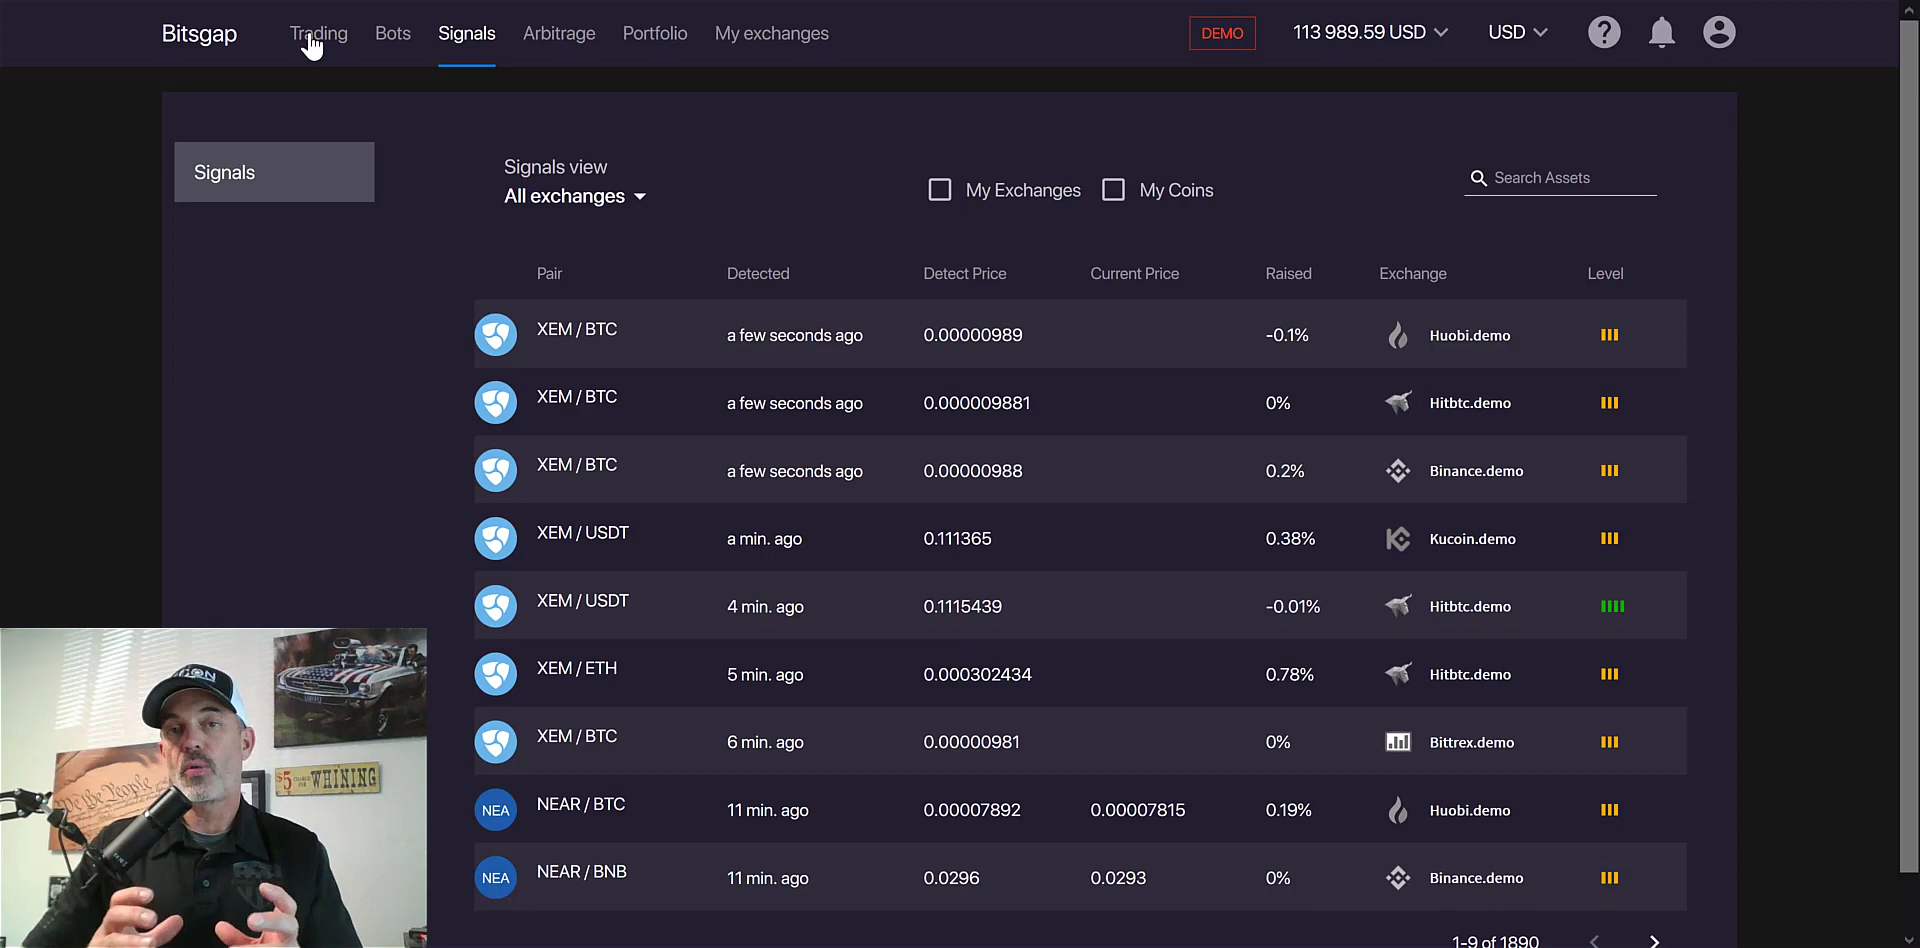 Bitsgap Trading Bots Signals Arbitrage Portfolio My exchanges DEMO 113 989.59 USD USD ?
Signals
Signals view
All exchanges
My Exchanges My Coins
Search Assets
Pair Detected Detect Price Current Price Raised Exchange Level
XEM / BTC a few seconds ago 0.00000989 -0.1% Huobi.demo
XEM / BTC a few seconds ago 0.000009881 0% Hitbtc.demo
XEM / BTC a few seconds ago 0.00000988 0.2% Binance.demo
XEM / USDT a min. ago 0.111365 0.38% Kucoin.demo
XEM / USDT 4 min. ago 0.1115439 -0.01% Hitbtc.demo
XEM / ETH 5 min. ago 0.000302434 0.78% Hitbtc.demo
XEM / BTC 6 min. ago 0.00000981 0% Bittrex.demo
NEA NEAR / BTC 11 min. ago 0.00007892 0.00007815 0.19% Huobi.demo
NEA NEAR / BNB 11 min. ago 0.0296 0.0293 0% Binance.demo
1-9 of 1890
We the People
$5 CHARGE FOR WHINING